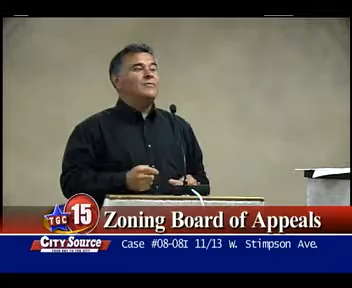 TGC 15
Zoning Board of Appeals
CITY SOURCE
Case #08-08I 11/13 W. Stimpson Ave.